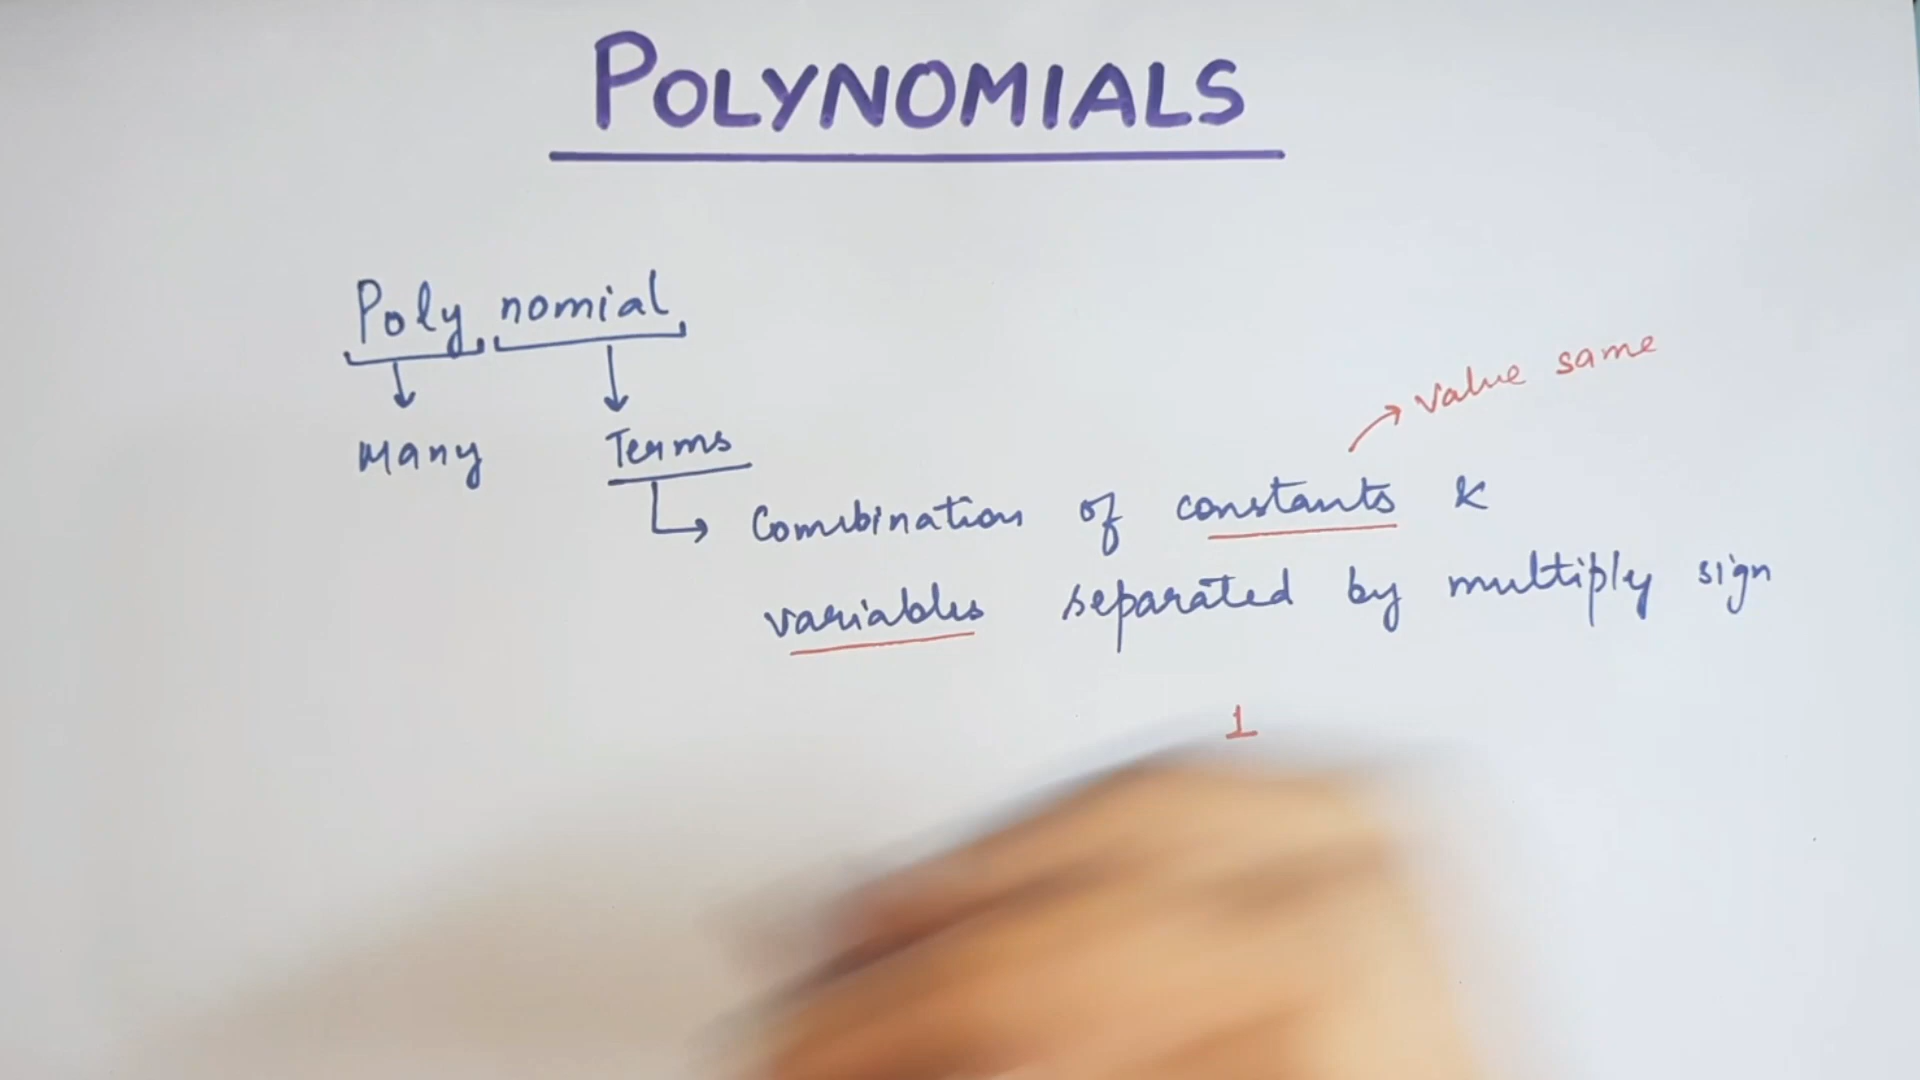 POLYNOMIALS
Poly nomial
Many Terms
value same
Combination of constants &
variables separated by multiply sign
1